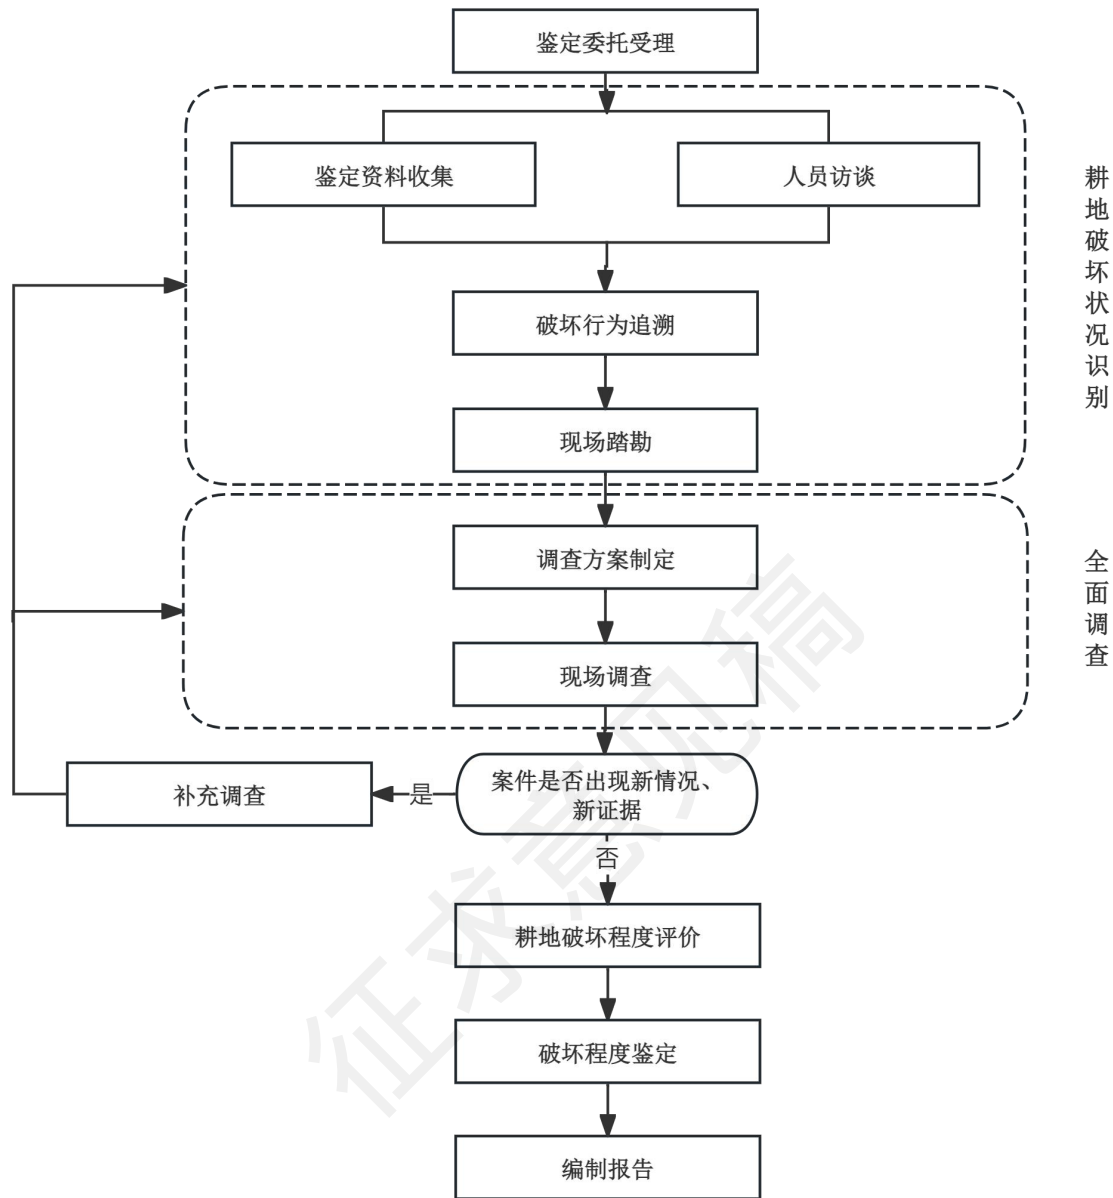 鉴定委托受理
鉴定资料收集
人员访谈
破坏行为追溯
现场踏勘
耕地破坏状况识别
调查方案制定
现场调查
全面调查
案件是否出现新情况、
新证据
是
补充调查
否
耕地破坏程度评价
破坏程度鉴定
编制报告
征求意见稿